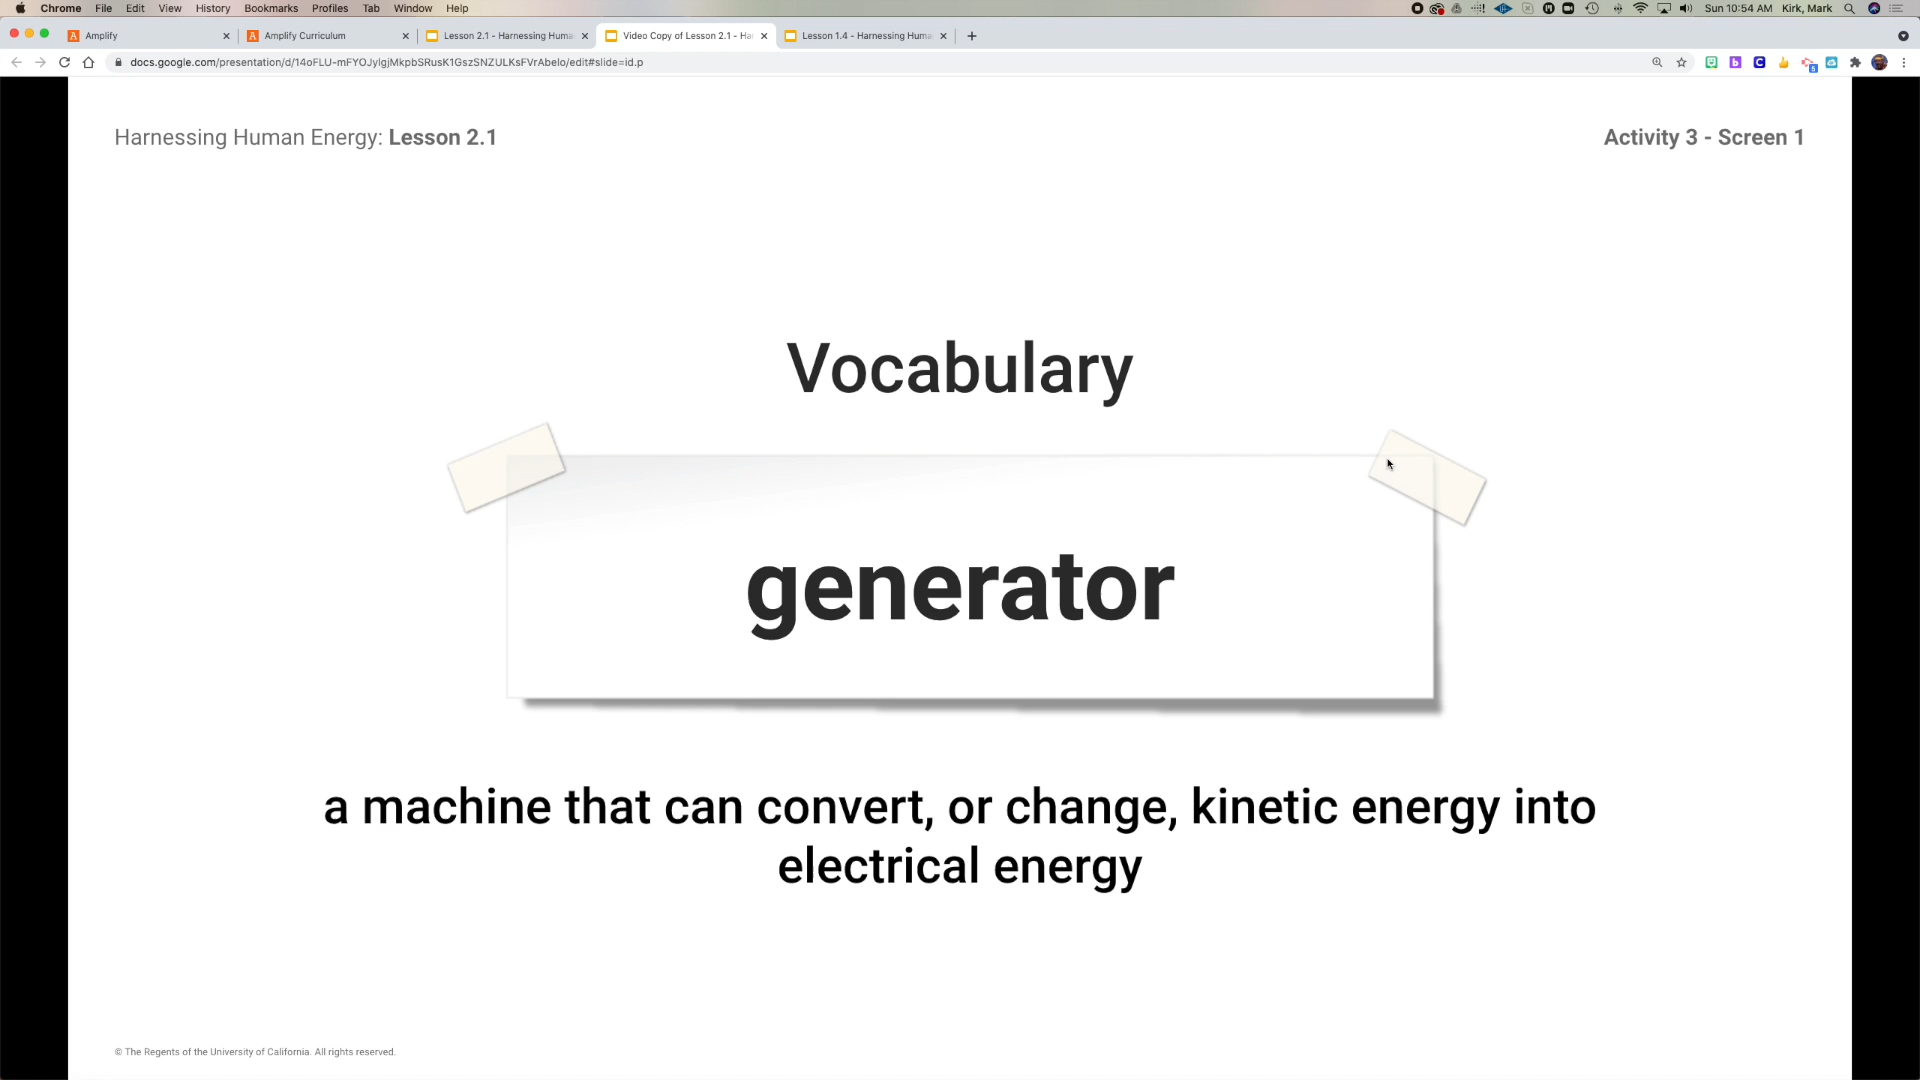 Chrome File Edit View History Bookmarks Profiles Tab Window Help Sun 10:54 AM Kirk, Mark
Amplify Amplify Curriculum Lesson 2.1 - Harnessing Huma Video Copy of Lesson 2.1 - Ha Lesson 1.4 - Harnessing Huma
docs.google.com/presentation/d/14oFLU-mFYOJylgjMkpbSRusK1GszSNZULKsFVrAbelo/edit#slide=id.p
Harnessing Human Energy: Lesson 2.1
Activity 3 - Screen 1
Vocabulary
generator
a machine that can convert, or change, kinetic energy into
electrical energy
© The Regents of the University of California. All rights reserved.